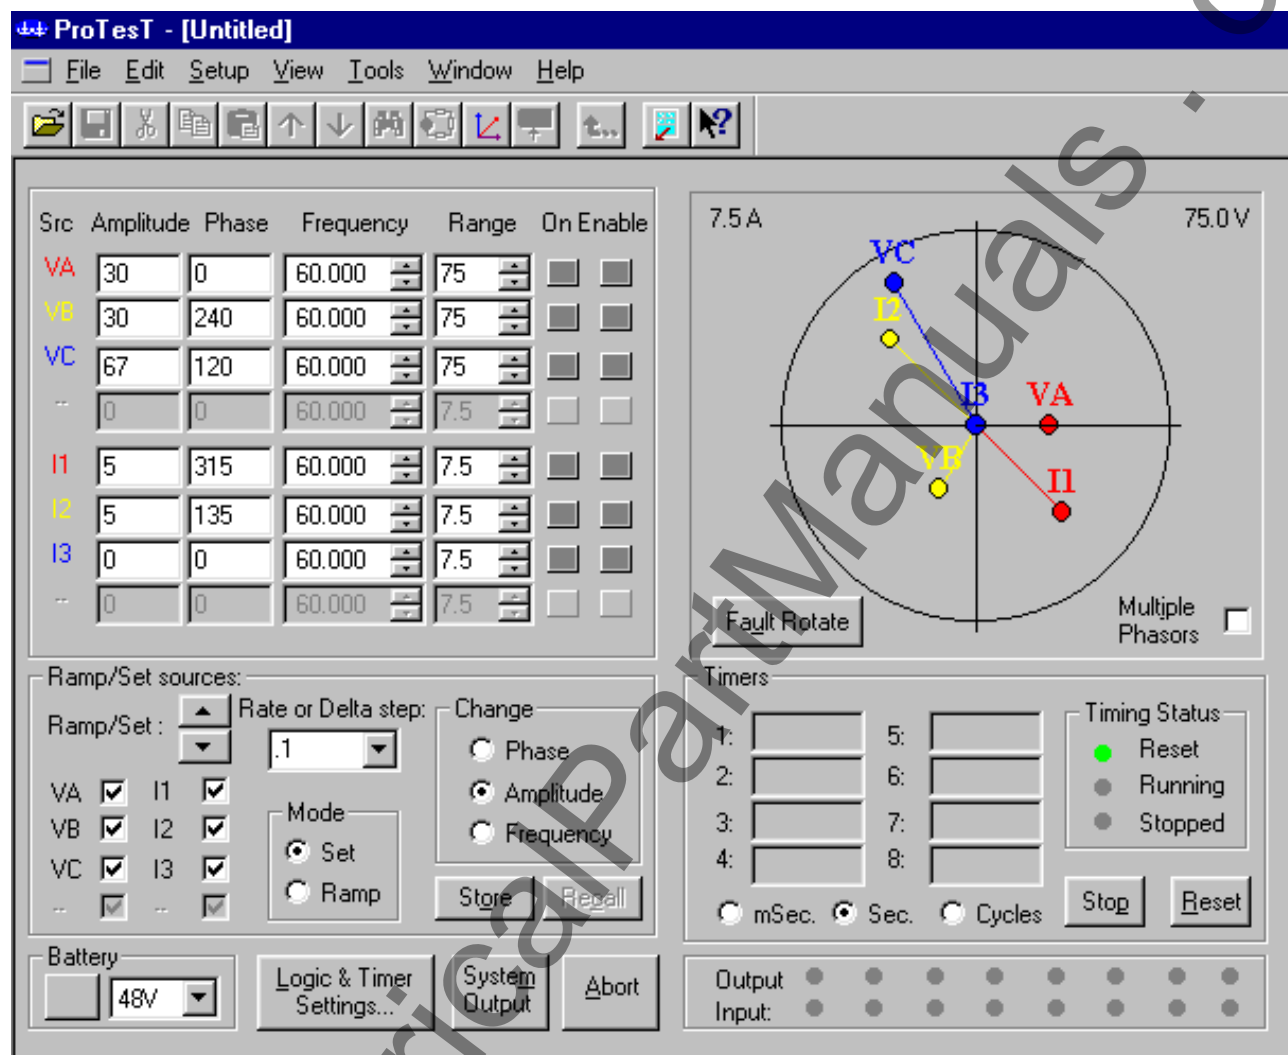 ProTesT - [Untitled]
File Edit Setup View Tools Window Help
Src Amplitude Phase Frequency Range On Enable
VA 30 0 60.000 75
VB 30 240 60.000 75
VC 67 120 60.000 75
-- 0 0 60.000 7.5
I1 5 315 60.000 7.5
I2 5 135 60.000 7.5
I3 0 0 60.000 7.5
-- 0 0 60.000 7.5
7.5 A 75.0 V
VC
I2
I3 VA
VB
I1
Fault Rotate
Multiple
Phasors
Ramp/Set sources:
Ramp/Set :
Rate or Delta step:
.1
VA I1
VB I2
VC I3
-- --
Mode
Set
Ramp
Change
Phase
Amplitude
Frequency
Store Recall
Timers
1: 5:
2: 6:
3: 7:
4: 8:
mSec. Sec. Cycles
Timing Status
Reset
Running
Stopped
Stop Reset
Battery
48V
Logic & Timer
Settings...
System
Output
Abort
Output
Input:
ricalPartManuals . c